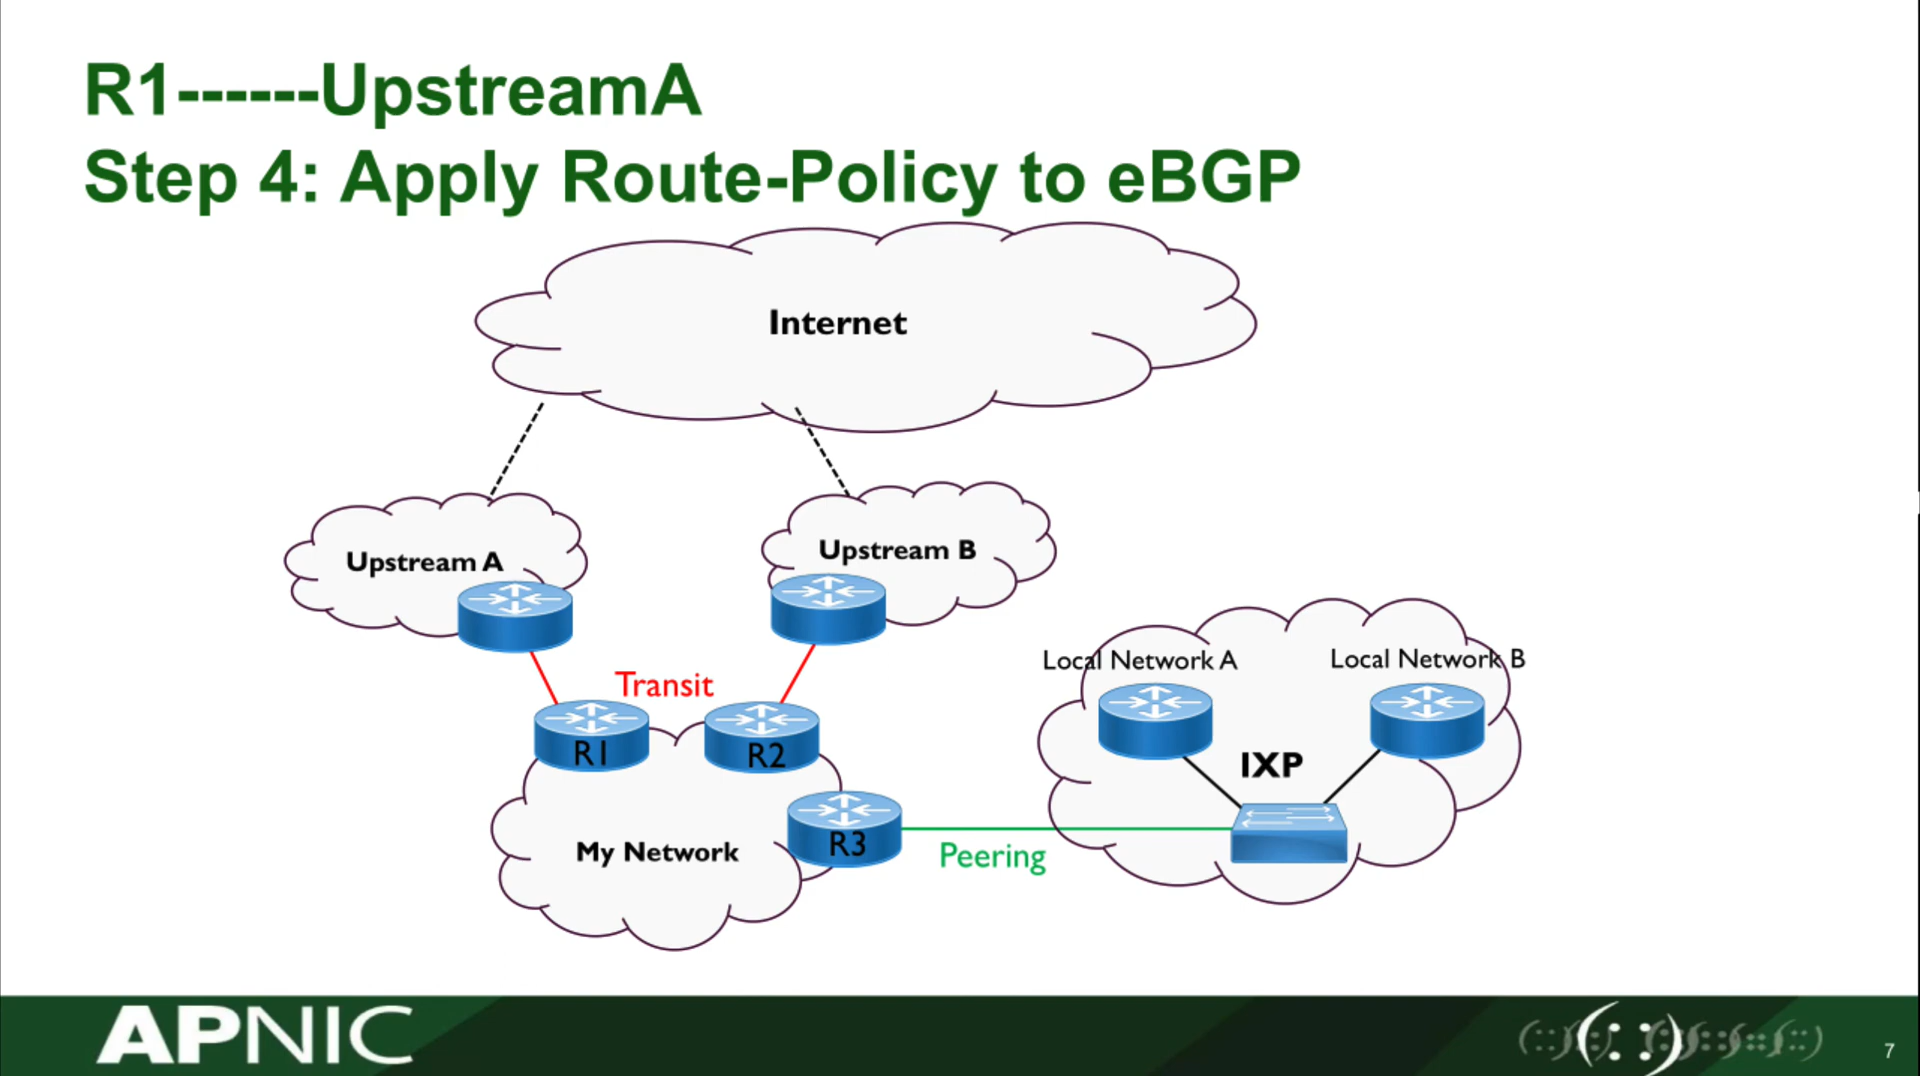 R1------UpstreamA
Step 4: Apply Route-Policy to eBGP
Internet
Upstream A
Upstream B
Local Network A
Local Network B
Transit
R1
R2
IXP
R3
My Network
Peering
APNIC
7